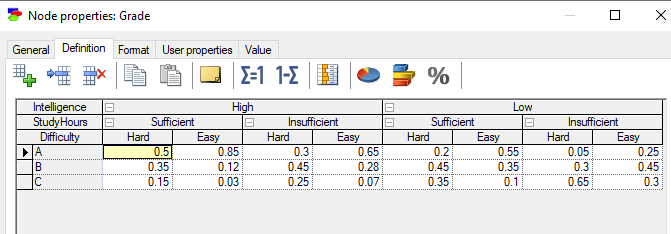 Node properties: Grade
General Definition Format User properties Value
Σ=1 1-Σ %
Intelligence High Low
StudyHours Sufficient Insufficient Sufficient Insufficient
Difficulty Hard Easy Hard Easy Hard Easy Hard Easy
A 0.5 0.85 0.3 0.65 0.2 0.55 0.05 0.25
B 0.35 0.12 0.45 0.28 0.45 0.35 0.3 0.45
C 0.15 0.03 0.25 0.07 0.35 0.1 0.65 0.3